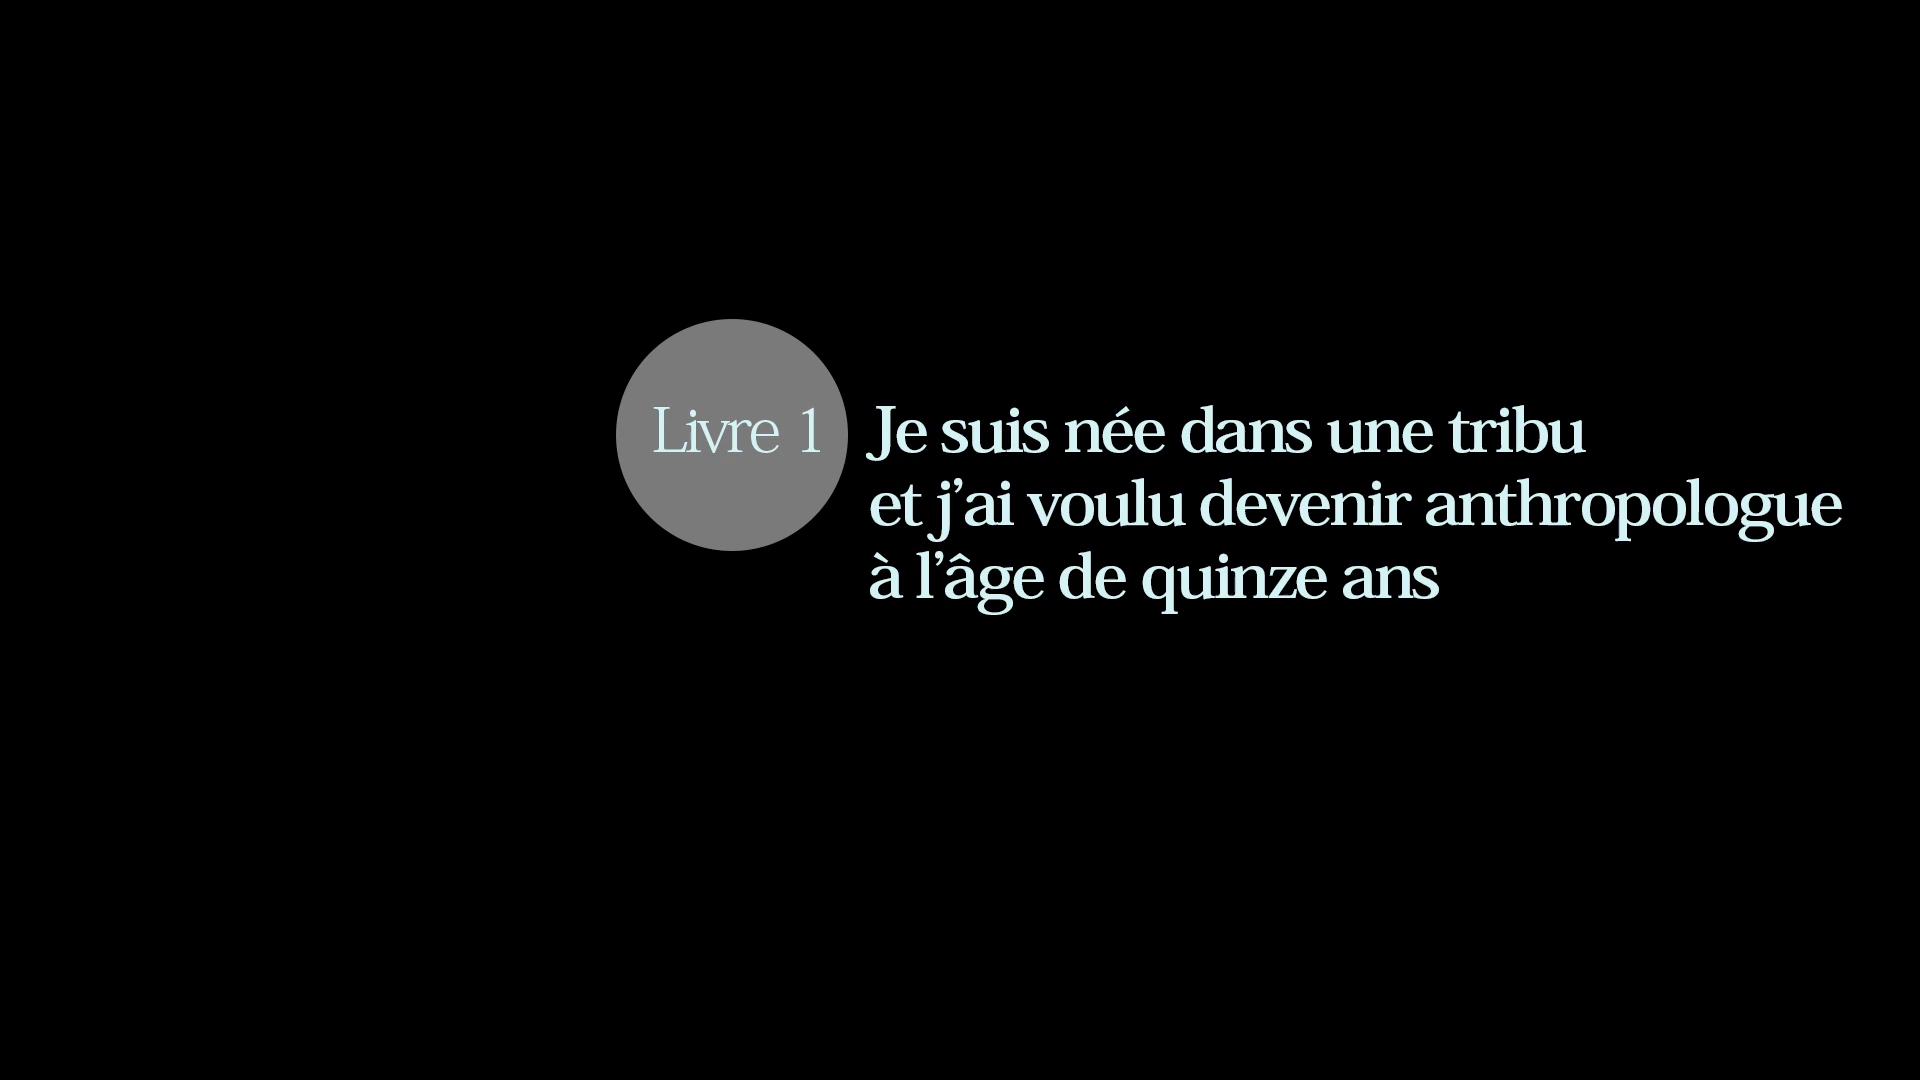 Livre 1
Je suis née dans une tribu
et j’ai voulu devenir anthropologue
à l’âge de quinze ans